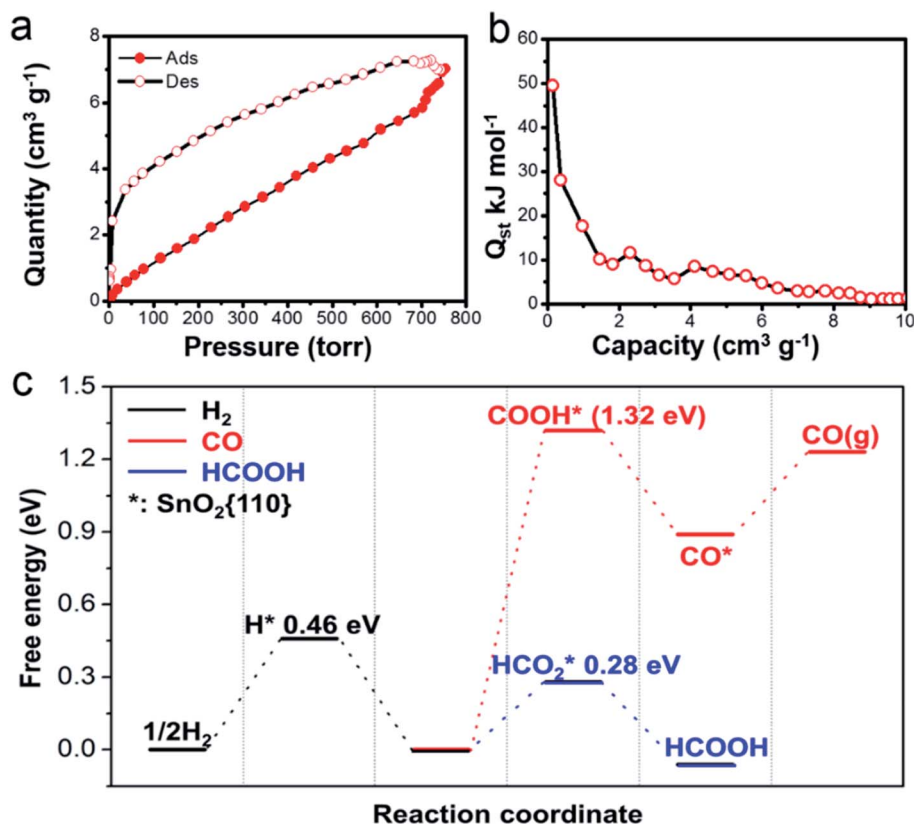 a
Quantity (cm³ g⁻¹)
8
6
4
2
0
Ads
Des
0 100 200 300 400 500 600 700 800
Pressure (torr)
b
Qst kJ mol⁻¹
60
50
40
30
20
10
0
0 2 4 6 8 10
Capacity (cm³ g⁻¹)
c
Free energy (eV)
1.5
1.2
0.9
0.6
0.3
0.0
H₂
CO
HCOOH
*: SnO₂{110}
COOH* (1.32 eV)
CO(g)
CO*
H* 0.46 eV
HCO₂* 0.28 eV
1/2H₂
HCOOH
Reaction coordinate